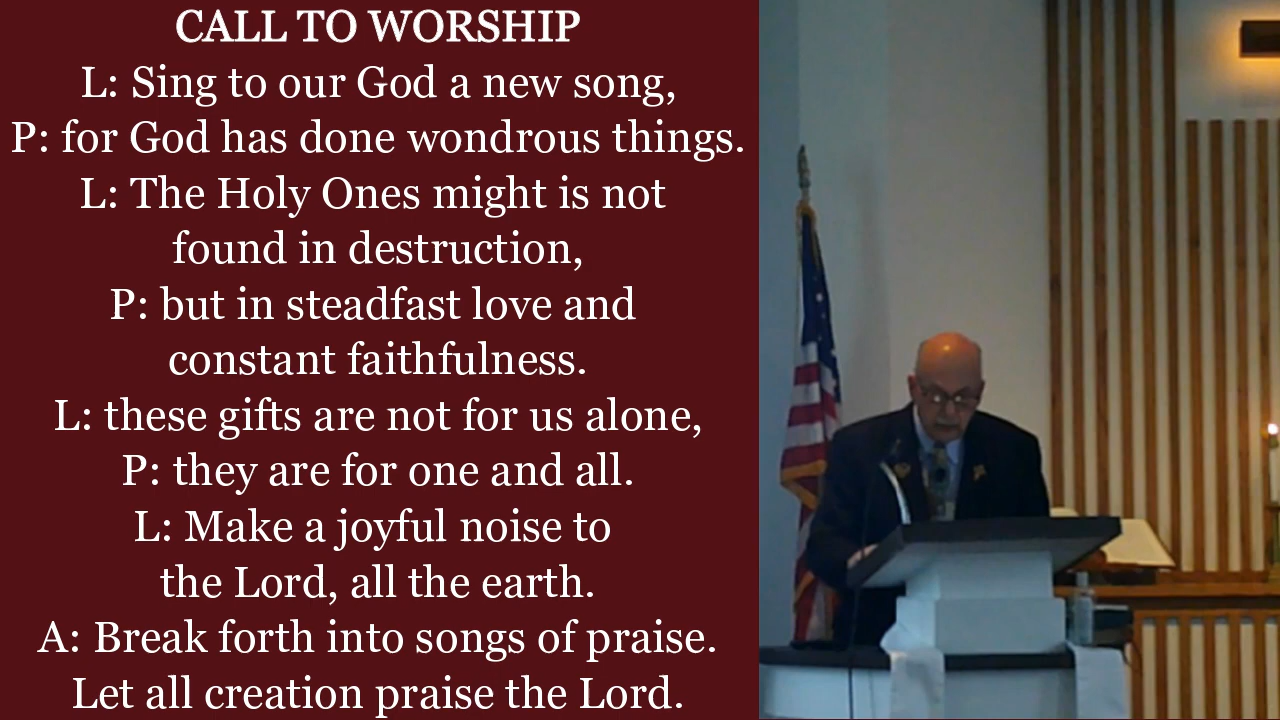 CALL TO WORSHIP
L: Sing to our God a new song,
P: for God has done wondrous things.
L: The Holy Ones might is not
found in destruction,
P: but in steadfast love and
constant faithfulness.
L: these gifts are not for us alone,
P: they are for one and all.
L: Make a joyful noise to
the Lord, all the earth.
A: Break forth into songs of praise.
Let all creation praise the Lord.